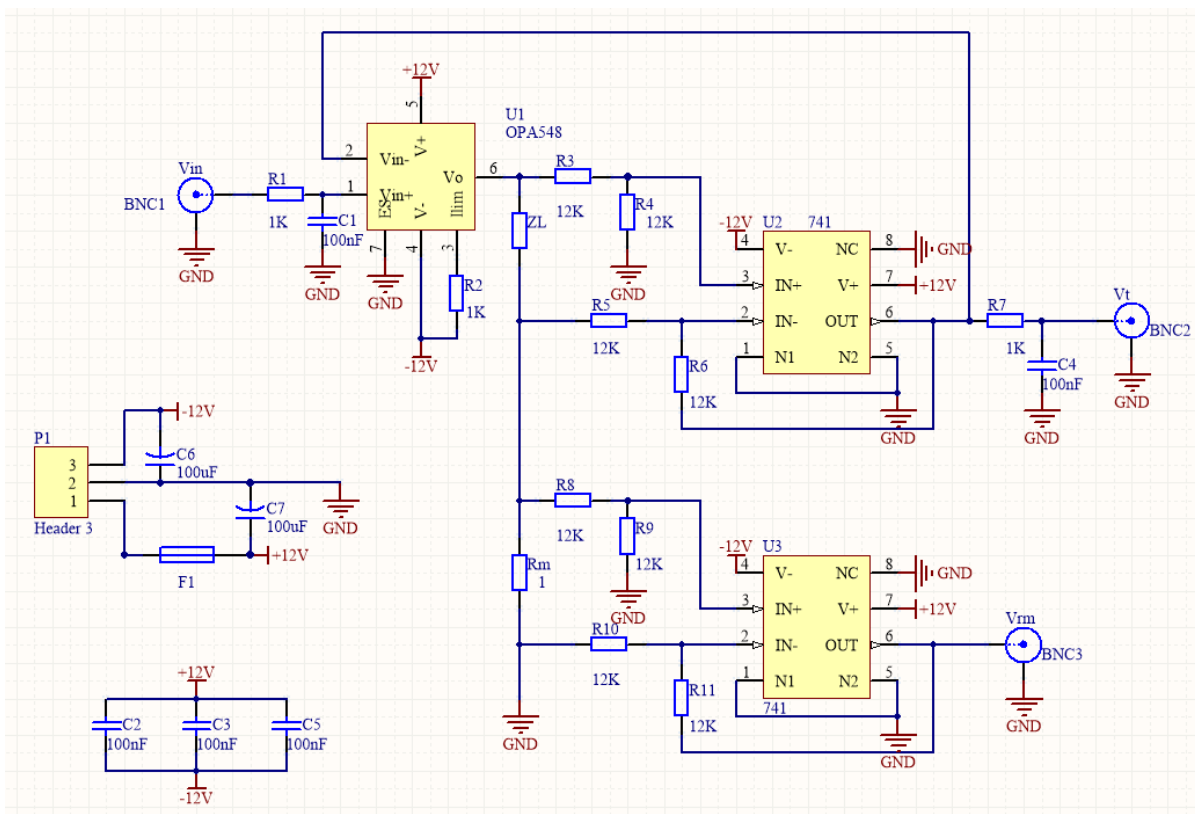 +12V
5
U1
OPA548
2
Vin-
V+
Vin
R1
1
Vin+
Vo
6
R3
BNC1
1K
C1
100nF
ES
V-
Ilim
12K
R4
12K
ZL
-12V
U2
741
7
4
3
GND
GND
GND
R2
1K
GND
4
V-
NC
8
GND
3
IN+
V+
7
+12V
R5
12K
2
IN-
OUT
6
R7
1K
Vt
BNC2
-12V
R6
12K
1
N1
N2
5
C4
100nF
GND
GND
GND
P1
3
2
1
Header 3
-12V
C6
100uF
C7
100uF
GND
F1
+12V
R8
12K
R9
12K
GND
-12V
U3
Rm
1
4
V-
NC
8
GND
3
IN+
V+
7
+12V
R10
12K
2
IN-
OUT
6
Vrm
BNC3
R11
12K
1
N1
N2
5
741
GND
GND
GND
+12V
C2
100nF
C3
100nF
C5
100nF
-12V